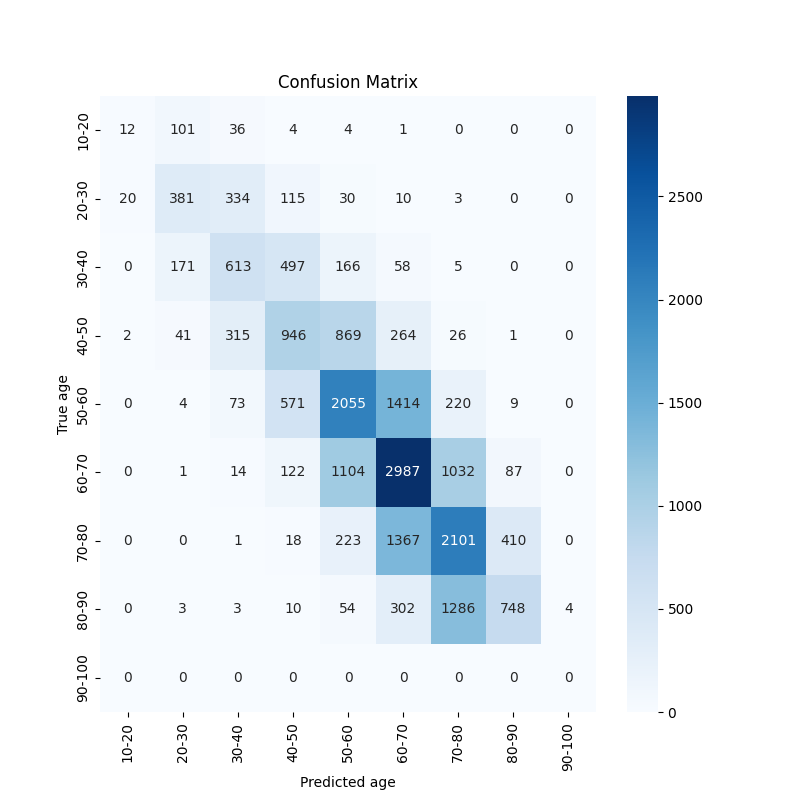 Confusion Matrix
10-20 12 101 36 4 4 1 0 0 0
20-30 20 381 334 115 30 10 3 0 0
30-40 0 171 613 497 166 58 5 0 0
40-50 2 41 315 946 869 264 26 1 0
50-60 0 4 73 571 2055 1414 220 9 0
60-70 0 1 14 122 1104 2987 1032 87 0
70-80 0 0 1 18 223 1367 2101 410 0
80-90 0 3 3 10 54 302 1286 748 4
90-100 0 0 0 0 0 0 0 0 0
True age
10-20 20-30 30-40 40-50 50-60 60-70 70-80 80-90 90-100
Predicted age
2500
2000
1500
1000
500
0